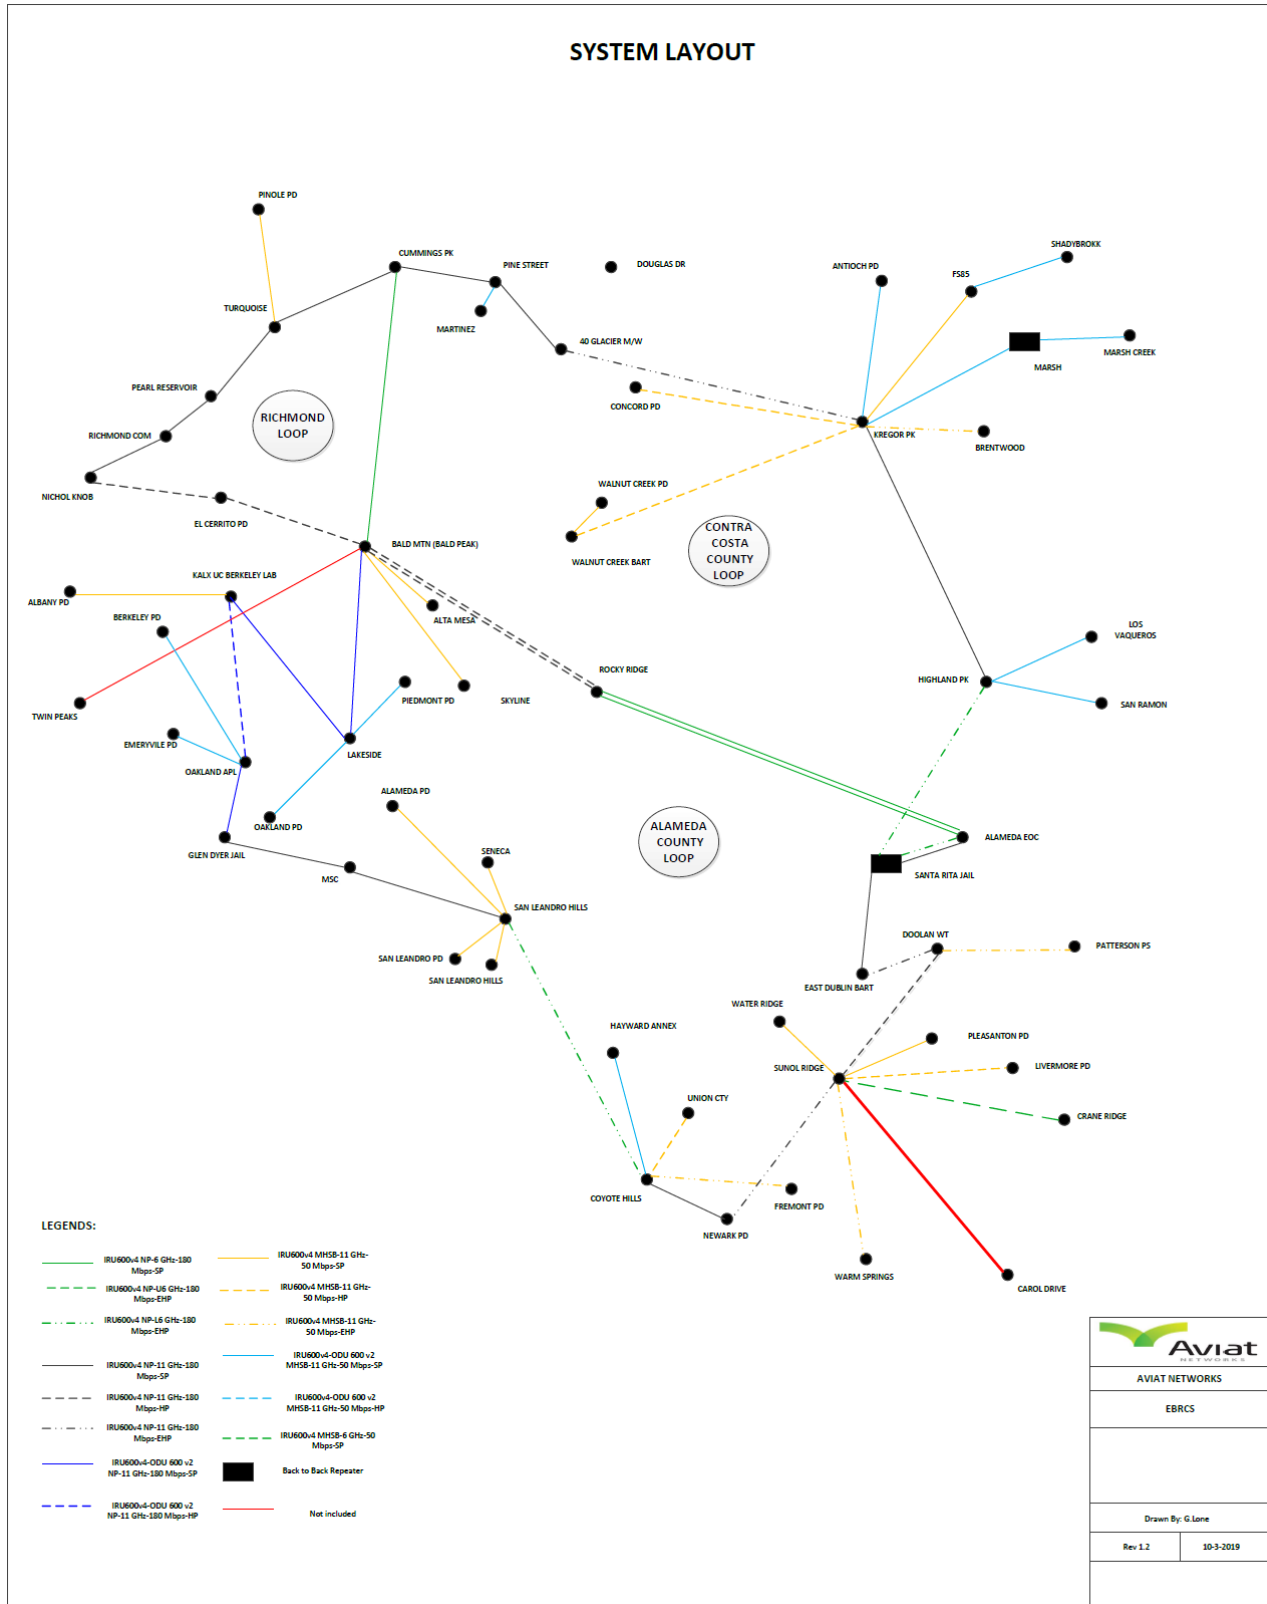 SYSTEM LAYOUT
PINOLE PD
CUMMINGS PK
PINE STREET
DOUGLAS DR
ANTIOCH PD
SHADYBROKK
FS85
TURQUOISE
MARTINEZ
40 GLACIER M/W
MARSH
MARSH CREEK
PEARL RESERVOIR
CONCORD PD
RICHMOND
LOOP
KREGOR PK
BRENTWOOD
RICHMOND COM
NICHOL KNOB
WALNUT CREEK PD
EL CERRITO PD
CONTRA
COSTA
COUNTY
LOOP
BALD MTN (BALD PEAK)
WALNUT CREEK BART
KALX UC BERKELEY LAB
ALBANY PD
BERKELEY PD
ALTA MESA
LOS
VAQUEROS
ROCKY RIDGE
HIGHLAND PK
TWIN PEAKS
PIEDMONT PD
SKYLINE
SAN RAMON
EMERYVILE PD
LAKESIDE
OAKLAND APL
ALAMEDA PD
OAKLAND PD
ALAMEDA
COUNTY
LOOP
ALAMEDA EOC
GLEN DYER JAIL
SENECA
MSC
SANTA RITA JAIL
SAN LEANDRO HILLS
DOOLAN WT
PATTERSON PS
SAN LEANDRO PD
SAN LEANDRO HILLS
EAST DUBLIN BART
WATER RIDGE
HAYWARD ANNEX
PLEASANTON PD
SUNOL RIDGE
LIVERMORE PD
UNION CTY
CRANE RIDGE
COYOTE HILLS
FREMONT PD
NEWARK PD
WARM SPRINGS
CAROL DRIVE
LEGENDS:
IRU600v4 NP-6 GHz-180
Mbps-SP
IRU600v4 NP-U6 GHz-180
Mbps-EHP
IRU600v4 NP-L6 GHz-180
Mbps-EHP
IRU600v4 NP-11 GHz-180
Mbps-SP
IRU600v4 NP-11 GHz-180
Mbps-HP
IRU600v4 NP-11 GHz-180
Mbps-EHP
IRU600v4-ODU 600 v2
NP-11 GHz-180 Mbps-SP
IRU600v4-ODU 600 v2
NP-11 GHz-180 Mbps-HP
IRU600v4 MHSB-11 GHz-
50 Mbps-SP
IRU600v4 MHSB-11 GHz-
50 Mbps-HP
IRU600v4 MHSB-11 GHz-
50 Mbps-EHP
IRU600v4-ODU 600 v2
MHSB-11 GHz-50 Mbps-SP
IRU600v4-ODU 600 v2
MHSB-11 GHz-50 Mbps-HP
IRU600v4 MHSB-6 GHz-50
Mbps-SP
Back to Back Repeater
Not included
Aviat
NETWORKS
AVIAT NETWORKS
EBRCS
Drawn By: G.Lone
Rev 1.2
10-3-2019